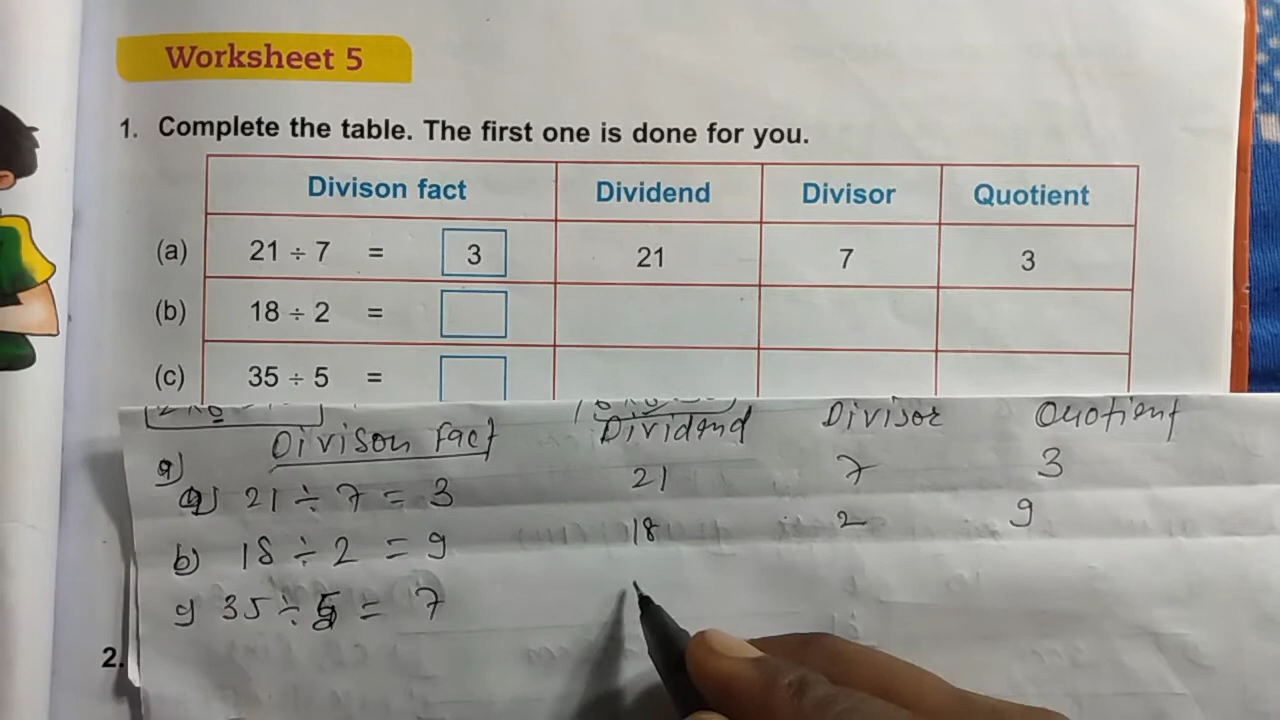 Worksheet 5
1. Complete the table. The first one is done for you.
Divison fact Dividend Divisor Quotient
(a) 21 ÷ 7 = 3 21 7 3
(b) 18 ÷ 2 =
(c) 35 ÷ 5 =
Divison Fact Dividend Divisor Quotient
a)
a) 21 ÷ 7 = 3 21 7 3
b) 18 ÷ 2 = 9 18 2 9
35 ÷ 5 = 7
2.